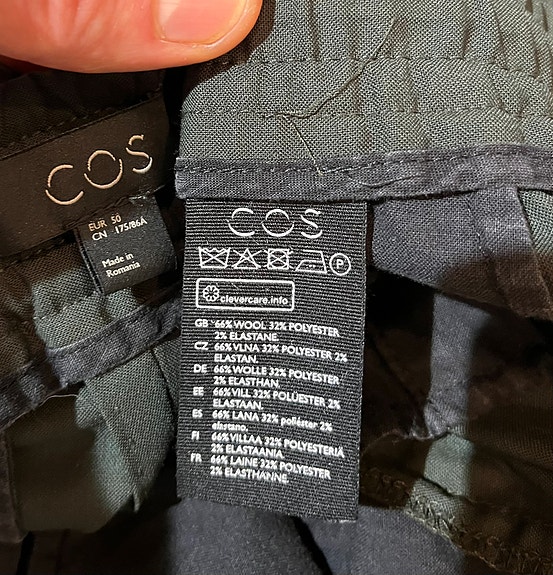 COS
EUR 50
CN 175/86A
Made in
Romania
COS
P
clevercare.info
GB 66% WOOL 32% POLYESTER
2% ELASTANE.
CZ 66% VLNA 32% POLYESTER 2%
ELASTAN.
DE 66% WOLLE 32% POLYESTER
2% ELASTHAN.
EE 66% VILL 32% POLÜESTER 2%
ELASTAAN.
ES 66% LANA 32% poliéster 2%
elastano.
FI 66% VILLAA 32% POLYESTERIÄ
2% ELASTAANIA.
FR 66% LAINE 32% POLYESTER
2% ELASTHANNE.